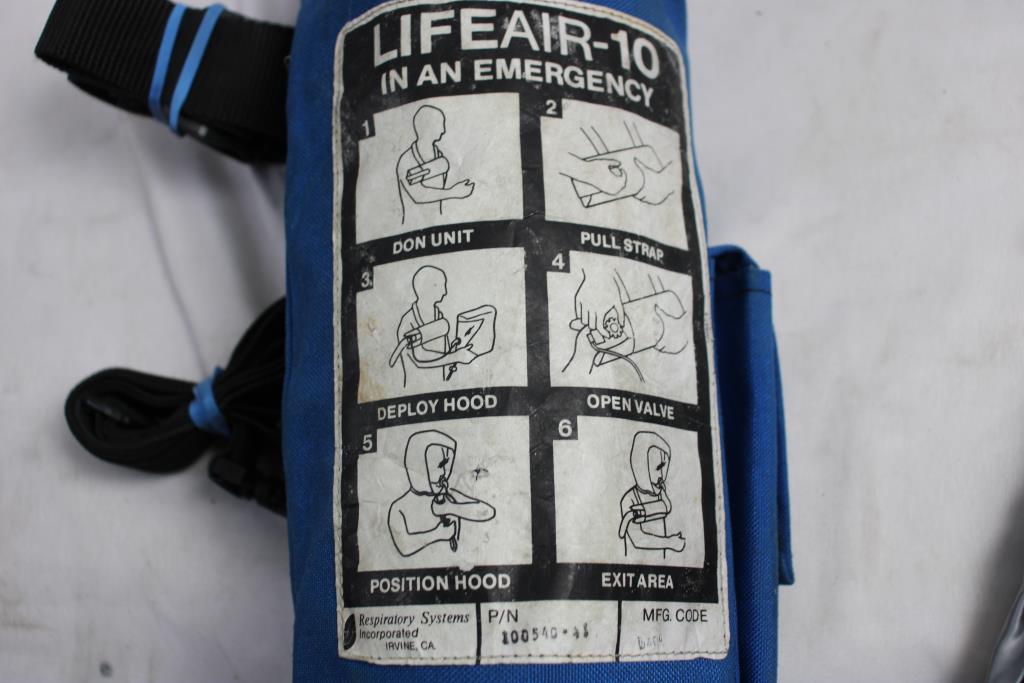 LIFEAIR-10
IN AN EMERGENCY
1
2
DON UNIT
PULL STRAP
3
4
DEPLOY HOOD
OPEN VALVE
5
6
POSITION HOOD
EXIT AREA
Respiratory Systems
Incorporated
IRVINE, CA.
P/N
MFG. CODE